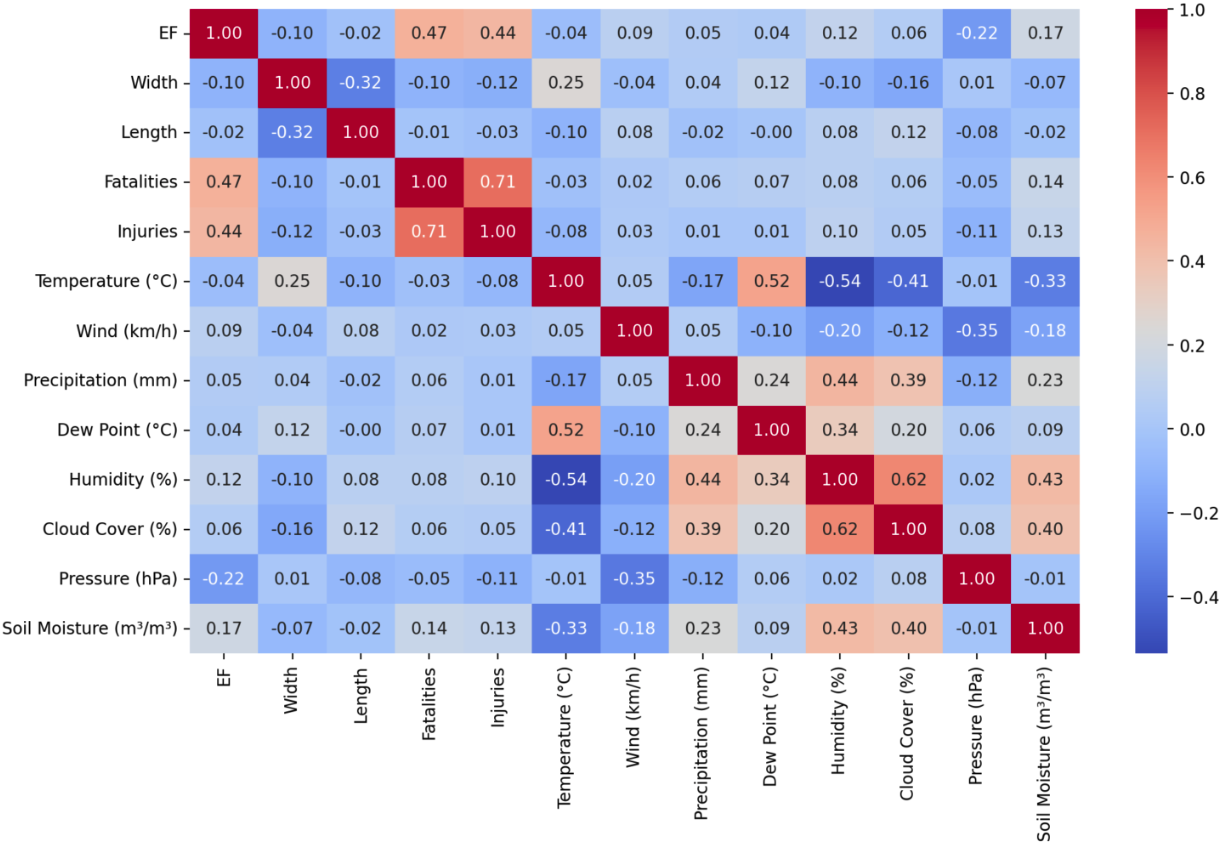 EF 1.00 -0.10 -0.02 0.47 0.44 -0.04 0.09 0.05 0.04 0.12 0.06 -0.22 0.17
Width -0.10 1.00 -0.32 -0.10 -0.12 0.25 -0.04 0.04 0.12 -0.10 -0.16 0.01 -0.07
Length -0.02 -0.32 1.00 -0.01 -0.03 -0.10 0.08 -0.02 -0.00 0.08 0.12 -0.08 -0.02
Fatalities 0.47 -0.10 -0.01 1.00 0.71 -0.03 0.02 0.06 0.07 0.08 0.06 -0.05 0.14
Injuries 0.44 -0.12 -0.03 0.71 1.00 -0.08 0.03 0.01 0.01 0.10 0.05 -0.11 0.13
Temperature (°C) -0.04 0.25 -0.10 -0.03 -0.08 1.00 0.05 -0.17 0.52 -0.54 -0.41 -0.01 -0.33
Wind (km/h) 0.09 -0.04 0.08 0.02 0.03 0.05 1.00 0.05 -0.10 -0.20 -0.12 -0.35 -0.18
Precipitation (mm) 0.05 0.04 -0.02 0.06 0.01 -0.17 0.05 1.00 0.24 0.44 0.39 -0.12 0.23
Dew Point (°C) 0.04 0.12 -0.00 0.07 0.01 0.52 -0.10 0.24 1.00 0.34 0.20 0.06 0.09
Humidity (%) 0.12 -0.10 0.08 0.08 0.10 -0.54 -0.20 0.44 0.34 1.00 0.62 0.02 0.43
Cloud Cover (%) 0.06 -0.16 0.12 0.06 0.05 -0.41 -0.12 0.39 0.20 0.62 1.00 0.08 0.40
Pressure (hPa) -0.22 0.01 -0.08 -0.05 -0.11 -0.01 -0.35 -0.12 0.06 0.02 0.08 1.00 -0.01
Soil Moisture (m³/m³) 0.17 -0.07 -0.02 0.14 0.13 -0.33 -0.18 0.23 0.09 0.43 0.40 -0.01 1.00
EF
Width
Length
Fatalities
Injuries
Temperature (°C)
Wind (km/h)
Precipitation (mm)
Dew Point (°C)
Humidity (%)
Cloud Cover (%)
Pressure (hPa)
Soil Moisture (m³/m³)
1.0
0.8
0.6
0.4
0.2
0.0
−0.2
−0.4